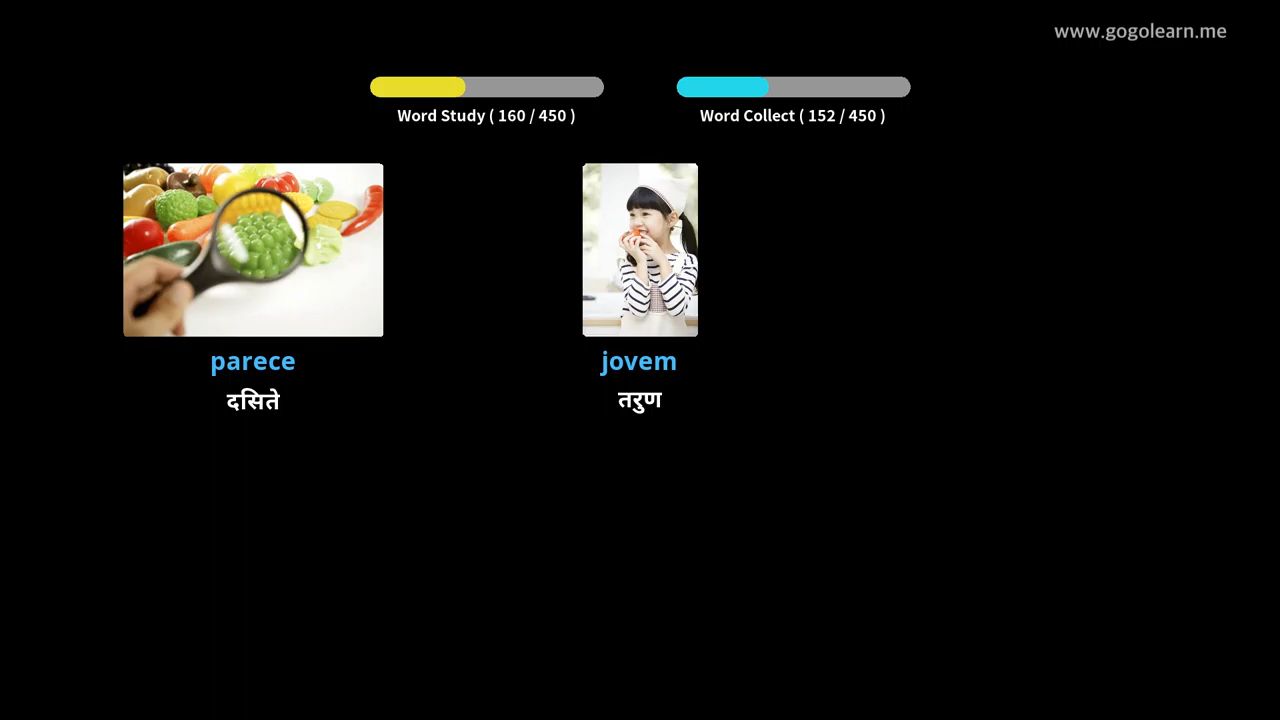 www.gogolearn.me
Word Study ( 160 / 450 )
Word Collect ( 152 / 450 )
parece
jovem
दसिते
तरुण